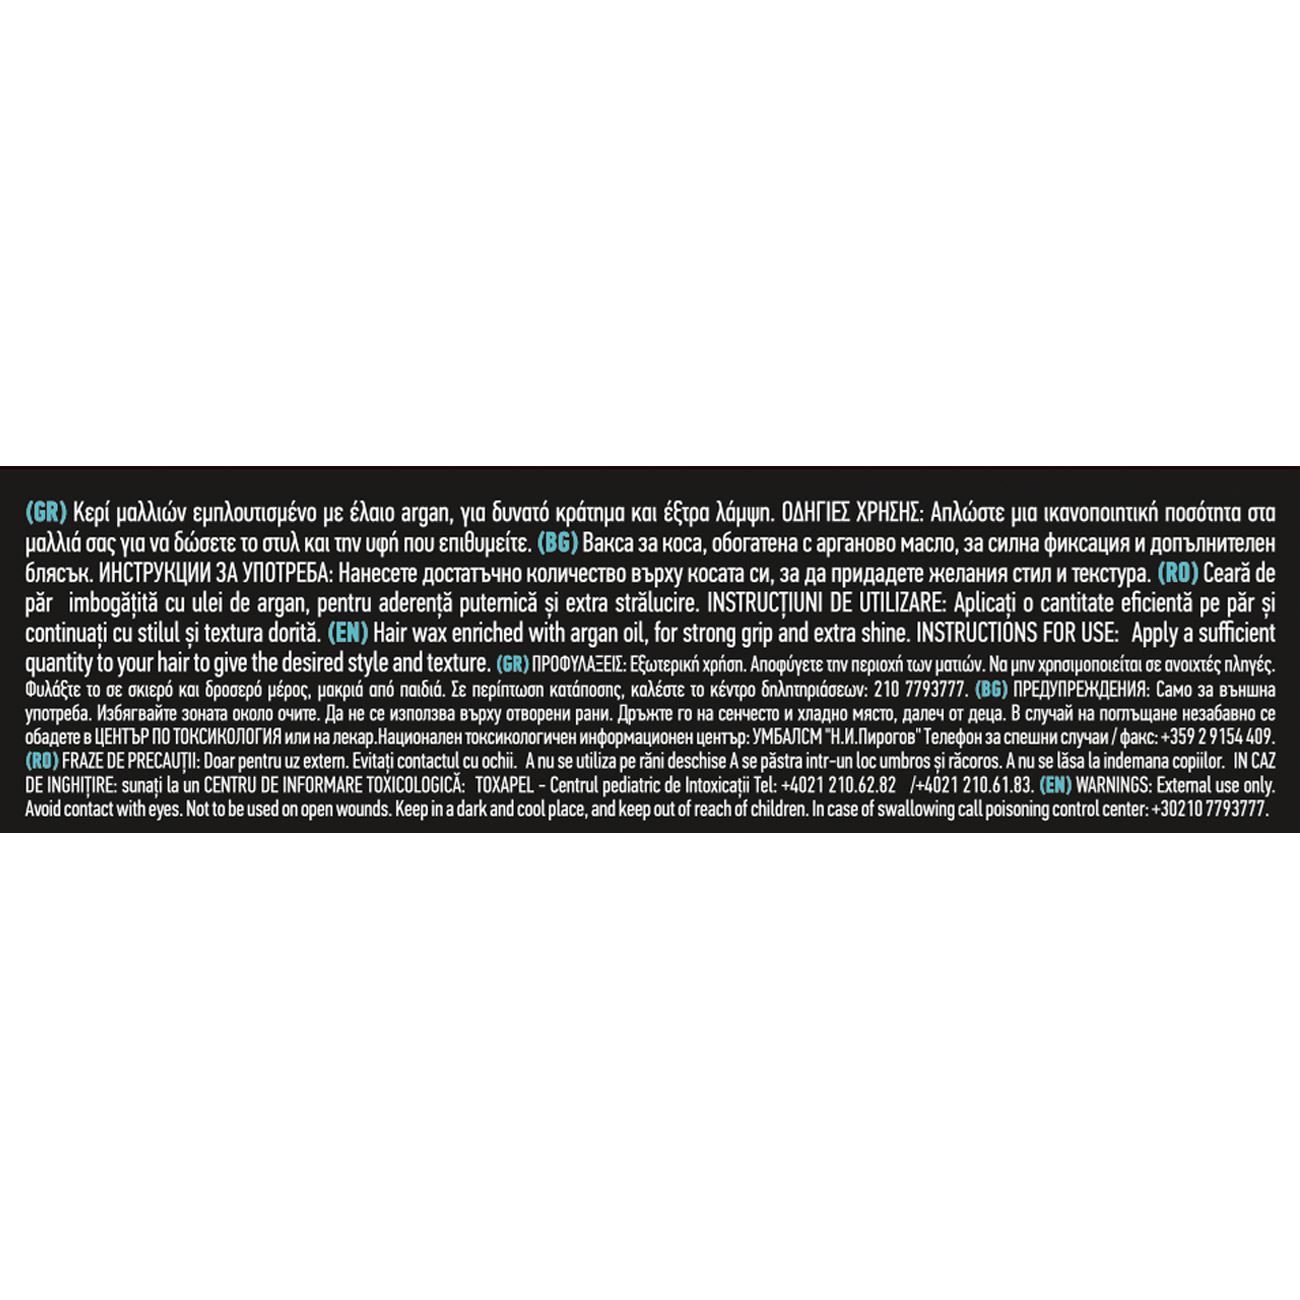 (GR) Κερί μαλλιών εμπλουτισμένο με έλαιο argan, για δυνατό κράτημα και έξτρα λάμψη. ΟΔΗΓΙΕΣ ΧΡΗΣΗΣ: Απλώστε μια ικανοποιητική ποσότητα στα
μαλλιά σας για να δώσετε το στυλ και την υφή που επιθυμείτε. (BG) Вакса за коса, обогатена с арганово масло, за силна фиксация и допълнителен
блясък. ИНСТРУКЦИИ ЗА УПОТРЕБА: Нанесете достатъчно количество върху косата си, за да придадете желания стил и текстура. (RO) Ceară de
păr imbogățită cu ulei de argan, pentru aderență puternică și extra strălucire. INSTRUCȚIUNI DE UTILIZARE: Aplicați o cantitate eficientă pe păr și
continuați cu stilul și textura dorită. (EN) Hair wax enriched with argan oil, for strong grip and extra shine. INSTRUCTIONS FOR USE: Apply a sufficient
quantity to your hair to give the desired style and texture. (GR) ΠΡΟΦΥΛΑΞΕΙΣ: Εξωτερική χρήση. Αποφύγετε την περιοχή των ματιών. Να μην χρησιμοποιείται σε ανοιχτές πληγές.
Φυλάξτε το σε σκιερό και δροσερό μέρος, μακριά από παιδιά. Σε περίπτωση κατάποσης, καλέστε το κέντρο δηλητηριάσεων: 210 7793777. (BG) ПРЕДУПРЕЖДЕНИЯ: Само за външна
употреба. Избягвайте зоната около очите. Да не се използва върху отворени рани. Дръжте го на сенчесто и хладно място, далеч от деца. В случай на поглъщане незабавно се
обадете в ЦЕНТЪР ПО ТОКСИКОЛОГИЯ или на лекар.Национален токсикологичен информационен център: УМБАЛСМ "Н.И.Пирогов" Телефон за спешни случаи / факс: +359 2 9154 409.
(RO) FRAZE DE PRECAUȚII: Doar pentru uz extern. Evitați contactul cu ochii. A nu se utiliza pe răni deschise A se păstra intr-un loc umbros și răcoros. A nu se lăsa la indemana copiilor. IN CAZ
DE INGHIȚIRE: sunați la un CENTRU DE INFORMARE TOXICOLOGICĂ: TOXAPEL - Centrul pediatric de Intoxicații Tel: +4021 210.62.82 /+4021 210.61.83. (EN) WARNINGS: External use only.
Avoid contact with eyes. Not to be used on open wounds. Keep in a dark and cool place, and keep out of reach of children. In case of swallowing call poisoning control center: +30210 7793777.